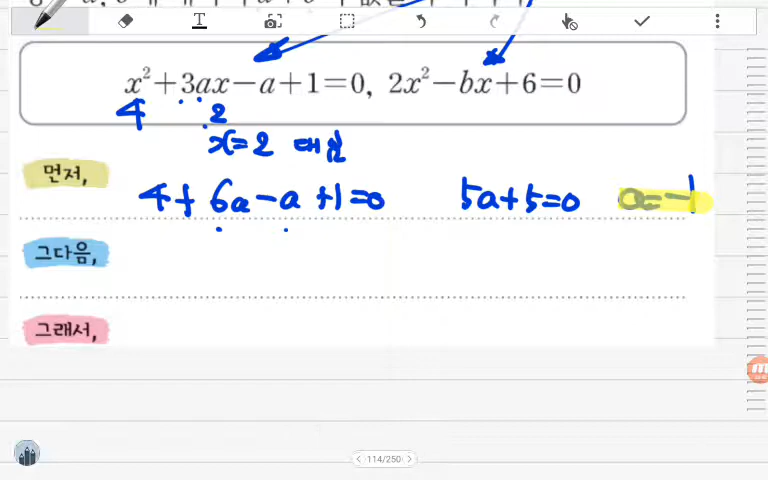 x²+3ax−a+1=0, 2x²−bx+6=0
4 2
x=2 대입
먼저,
4+6a−a+1=0 5a+5=0 a=−1
그다음,
그래서,
114/250